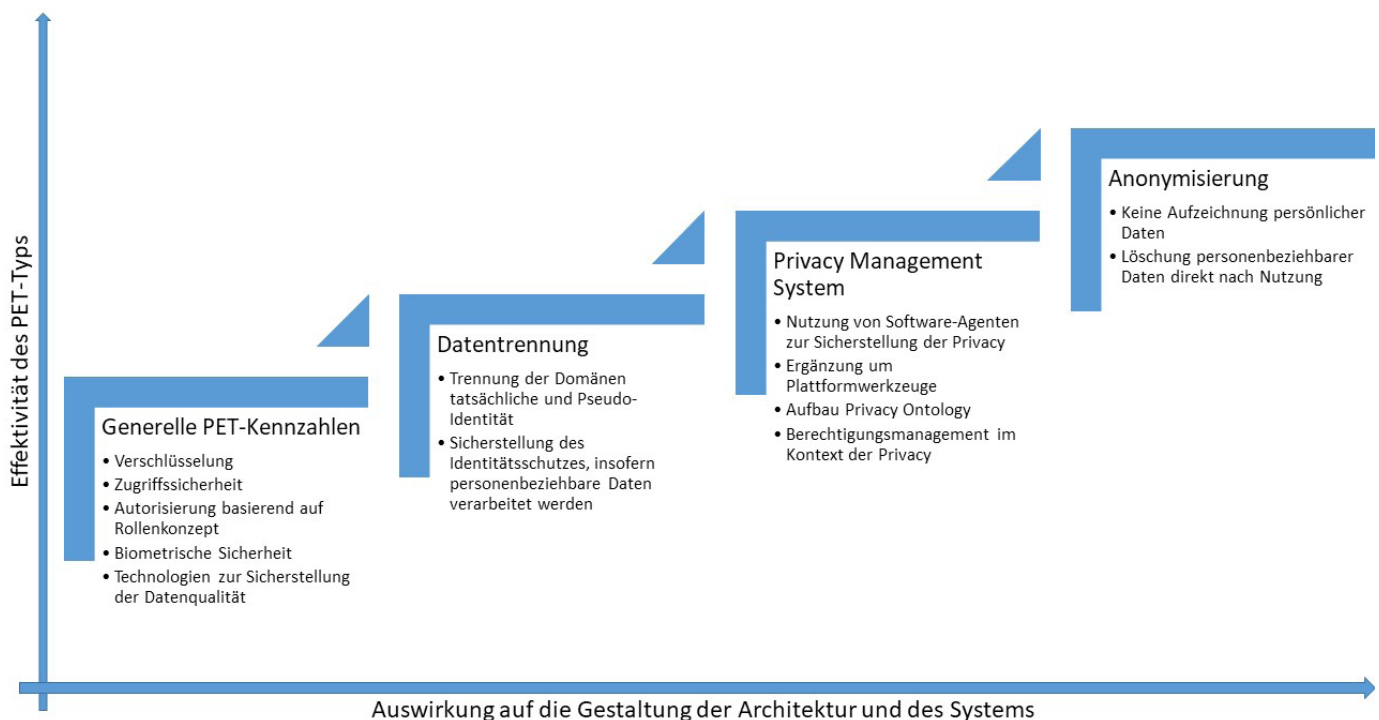 Effektivität des PET-Typs
Generelle PET-Kennzahlen
• Verschlüsselung
• Zugriffssicherheit
• Autorisierung basierend auf
Rollenkonzept
• Biometrische Sicherheit
• Technologien zur Sicherstellung
der Datenqualität
Datentrennung
• Trennung der Domänen
tatsächliche und Pseudo-
Identität
• Sicherstellung des
Identitätsschutzes, insofern
personenbeziehbare Daten
verarbeitet werden
Privacy Management
System
• Nutzung von Software-Agenten
zur Sicherstellung der Privacy
• Ergänzung um
Plattformwerkzeuge
• Aufbau Privacy Ontology
• Berechtigungsmanagement im
Kontext der Privacy
Anonymisierung
• Keine Aufzeichnung persönlicher
Daten
• Löschung personenbeziehbarer
Daten direkt nach Nutzung
Auswirkung auf die Gestaltung der Architektur und des Systems